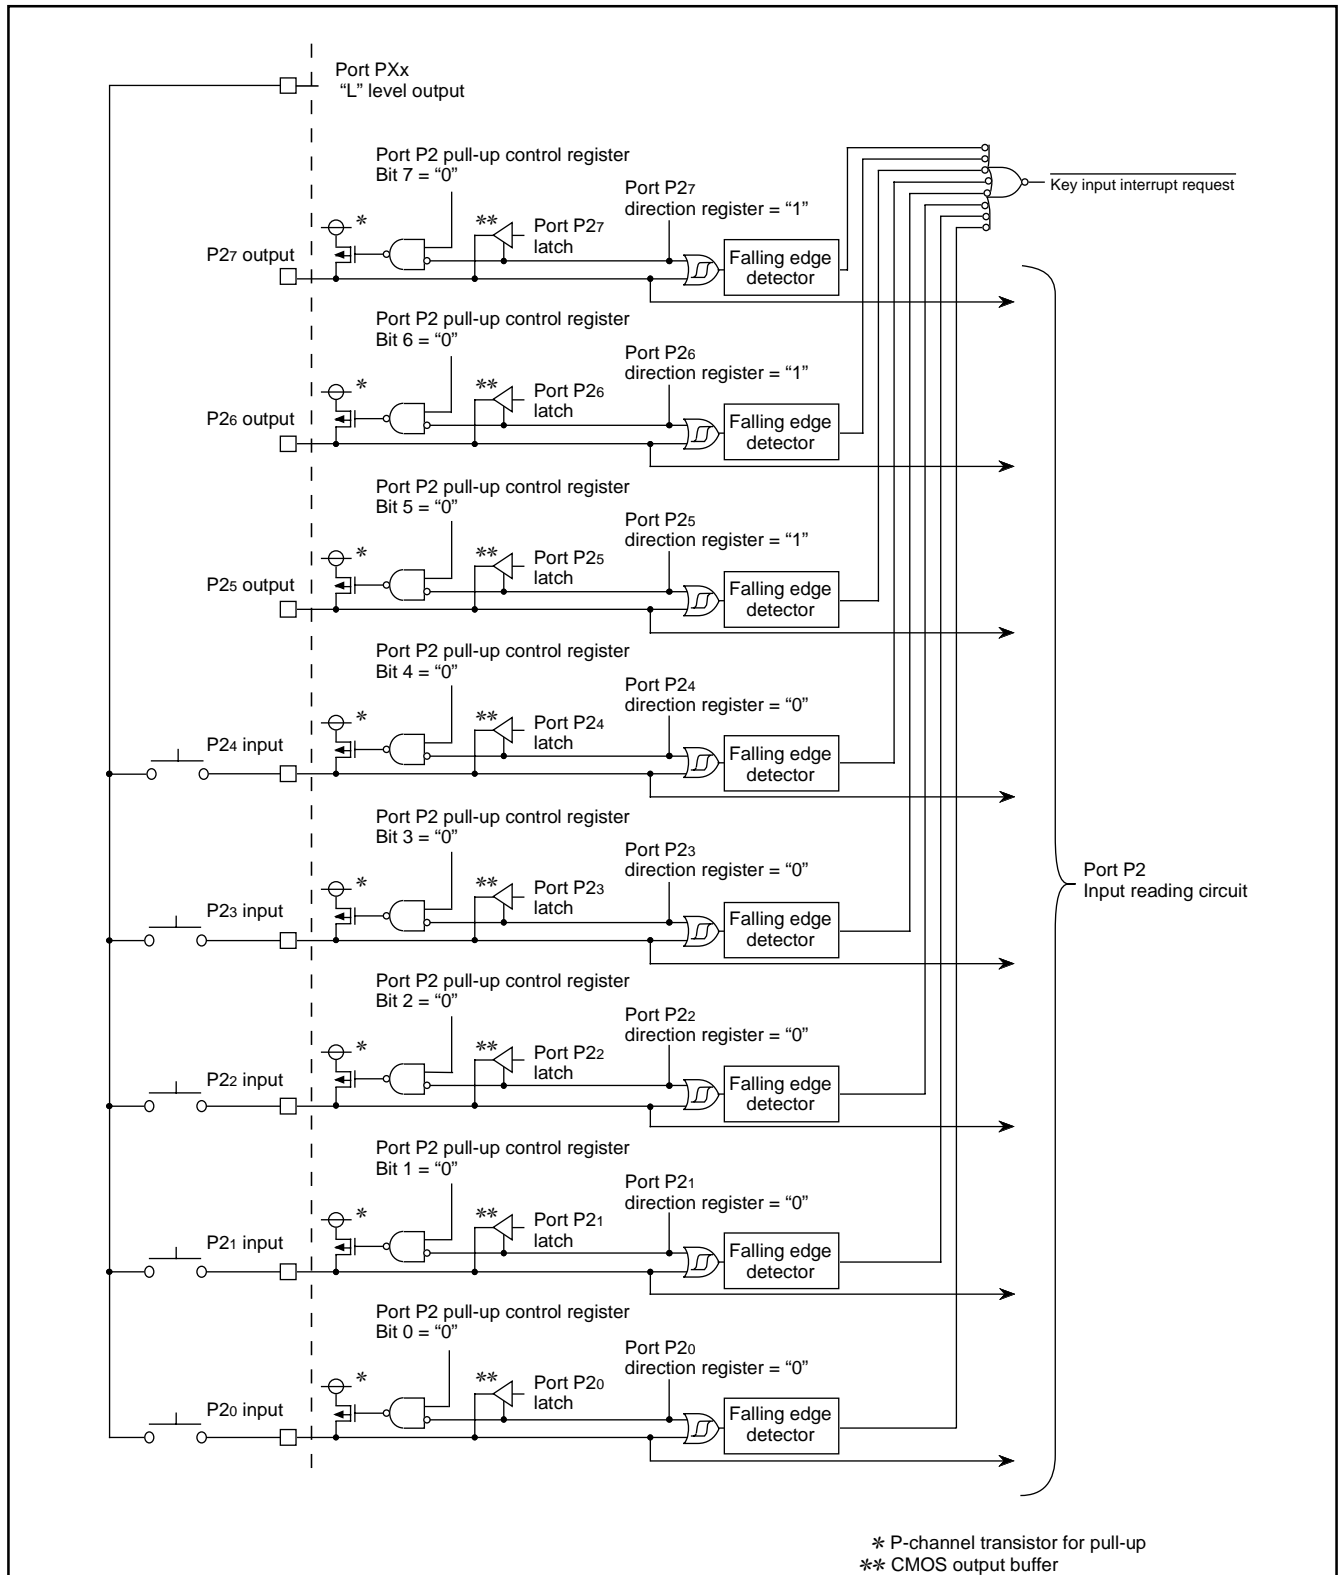 Port PXx
“L” level output
Port P2 pull-up control register
Bit 7 = “0”
Port P27
direction register = “1”
Key input interrupt request
*
**
Port P27
latch
P27 output
Falling edge
detector
Port P2 pull-up control register
Bit 6 = “0”
Port P26
direction register = “1”
*
**
Port P26
latch
P26 output
Falling edge
detector
Port P2 pull-up control register
Bit 5 = “0”
Port P25
direction register = “1”
*
**
Port P25
latch
P25 output
Falling edge
detector
Port P2 pull-up control register
Bit 4 = “0”
Port P24
direction register = “0”
*
**
Port P24
latch
P24 input
Falling edge
detector
Port P2 pull-up control register
Bit 3 = “0”
Port P23
direction register = “0”
Port P2
Input reading circuit
*
**
Port P23
latch
P23 input
Falling edge
detector
Port P2 pull-up control register
Bit 2 = “0”
Port P22
direction register = “0”
*
**
Port P22
latch
P22 input
Falling edge
detector
Port P2 pull-up control register
Bit 1 = “0”
Port P21
direction register = “0”
*
**
Port P21
latch
P21 input
Falling edge
detector
Port P2 pull-up control register
Bit 0 = “0”
Port P20
direction register = “0”
*
**
Port P20
latch
P20 input
Falling edge
detector
* P-channel transistor for pull-up
** CMOS output buffer